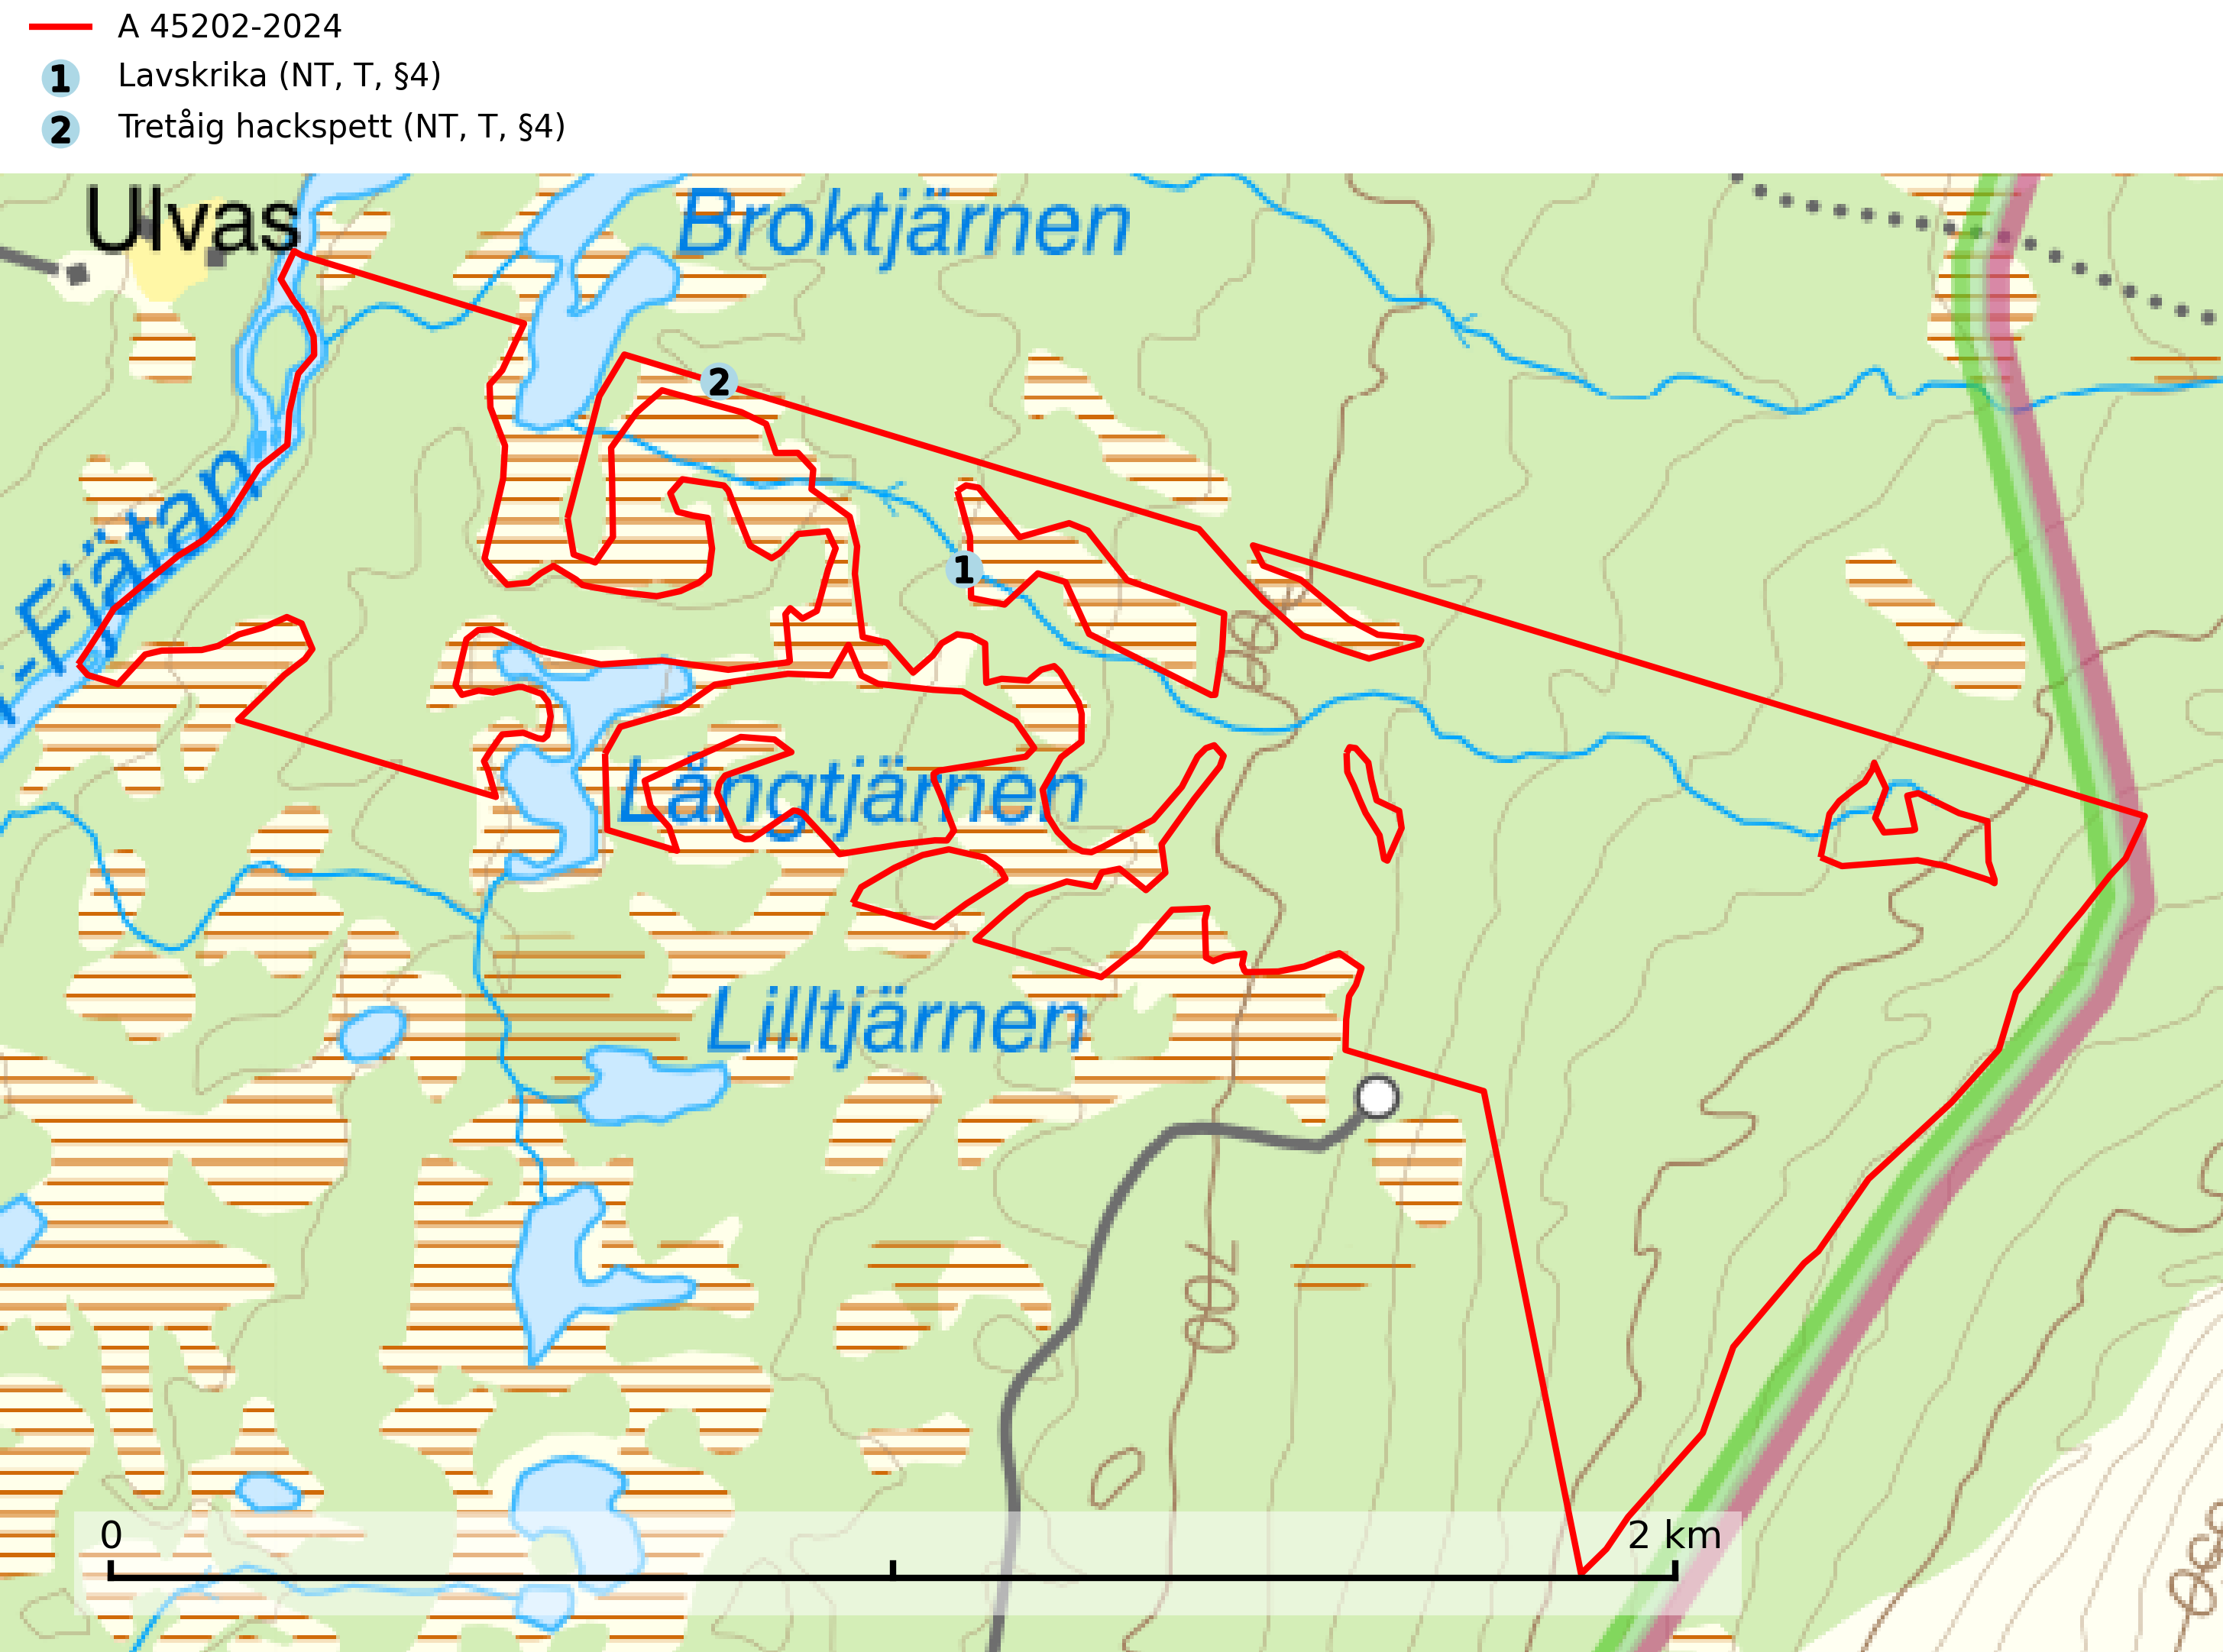 A 45202-2024
1 Lavskrika (NT, T, §4)
2 Tretåig hackspett (NT, T, §4)
Ulvas
Broktjärnen
2
-Fjätan
1
Långtjärnen
Lilltjärnen
700
0
2 km